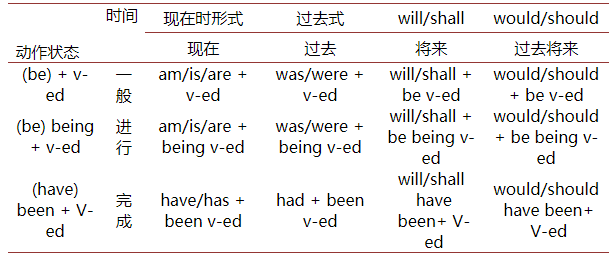 时间 现在时形式 过去式 will/shall would/should
动作状态 现在 过去 将来 过去将来
(be) + v-
ed
一
般
am/is/are +
v-ed
was/were +
v-ed
will/shall +
be v-ed
would/should
+ be v-ed
(be) being
+ v-ed
进
行
am/is/are +
being v-ed
was/were +
being v-ed
will/shall +
be being v-
ed
would/should
+ be being v-
ed
(have)
been + V-
ed
完
成
have/has +
been v-ed
had + been
v-ed
will/shall
have
been+ V-
ed
would/should
have been+
V-ed